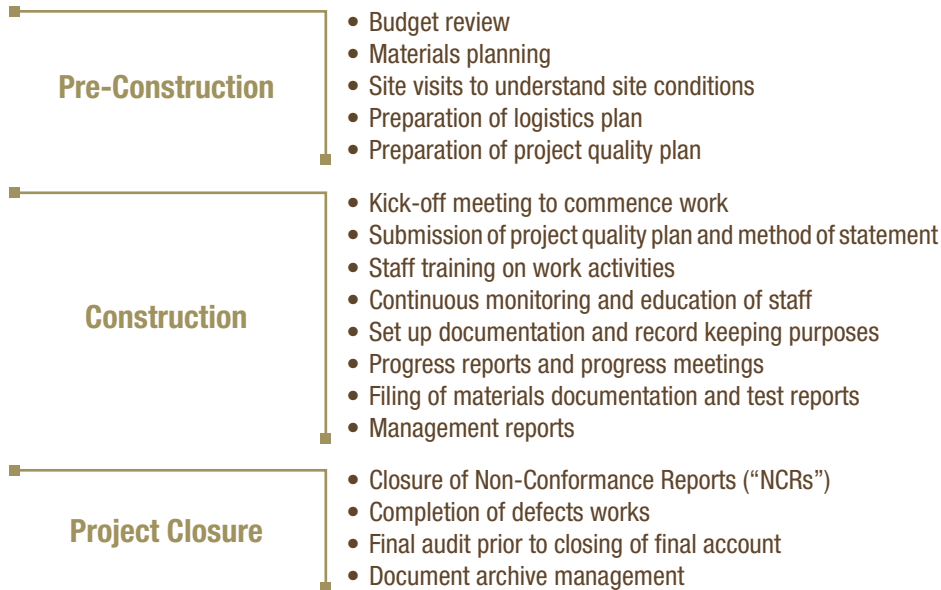 Pre-Construction
• Budget review
• Materials planning
• Site visits to understand site conditions
• Preparation of logistics plan
• Preparation of project quality plan
Construction
• Kick-off meeting to commence work
• Submission of project quality plan and method of statement
• Staff training on work activities
• Continuous monitoring and education of staff
• Set up documentation and record keeping purposes
• Progress reports and progress meetings
• Filing of materials documentation and test reports
• Management reports
Project Closure
• Closure of Non-Conformance Reports (“NCRs”)
• Completion of defects works
• Final audit prior to closing of final account
• Document archive management